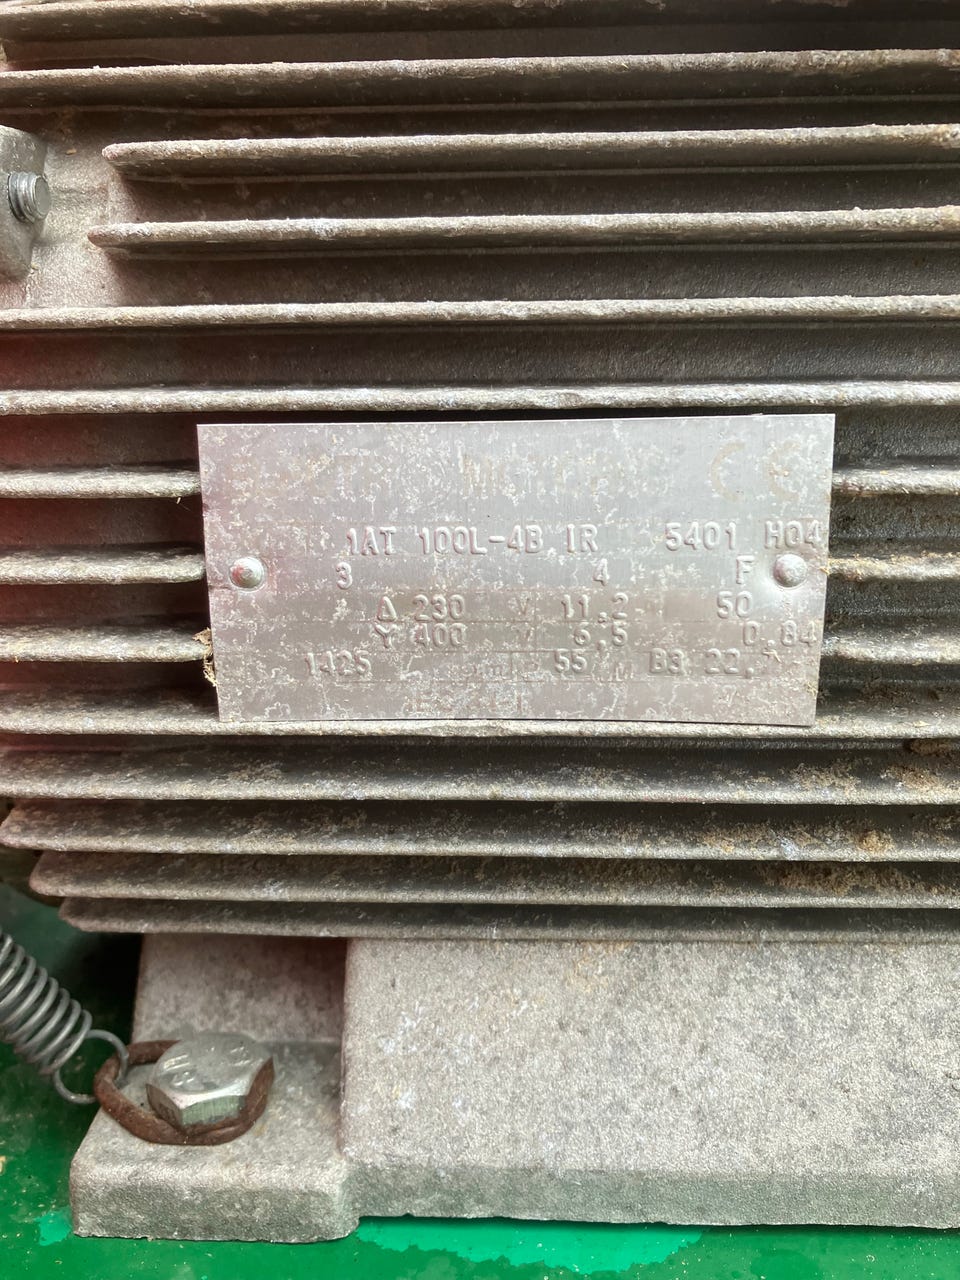 CE
1AT 100L-4B IR 5401 H04
3 4 F
Δ 230 V 11,2 50
Y 400 V 6,5 0,84
1425 55 B3 22,